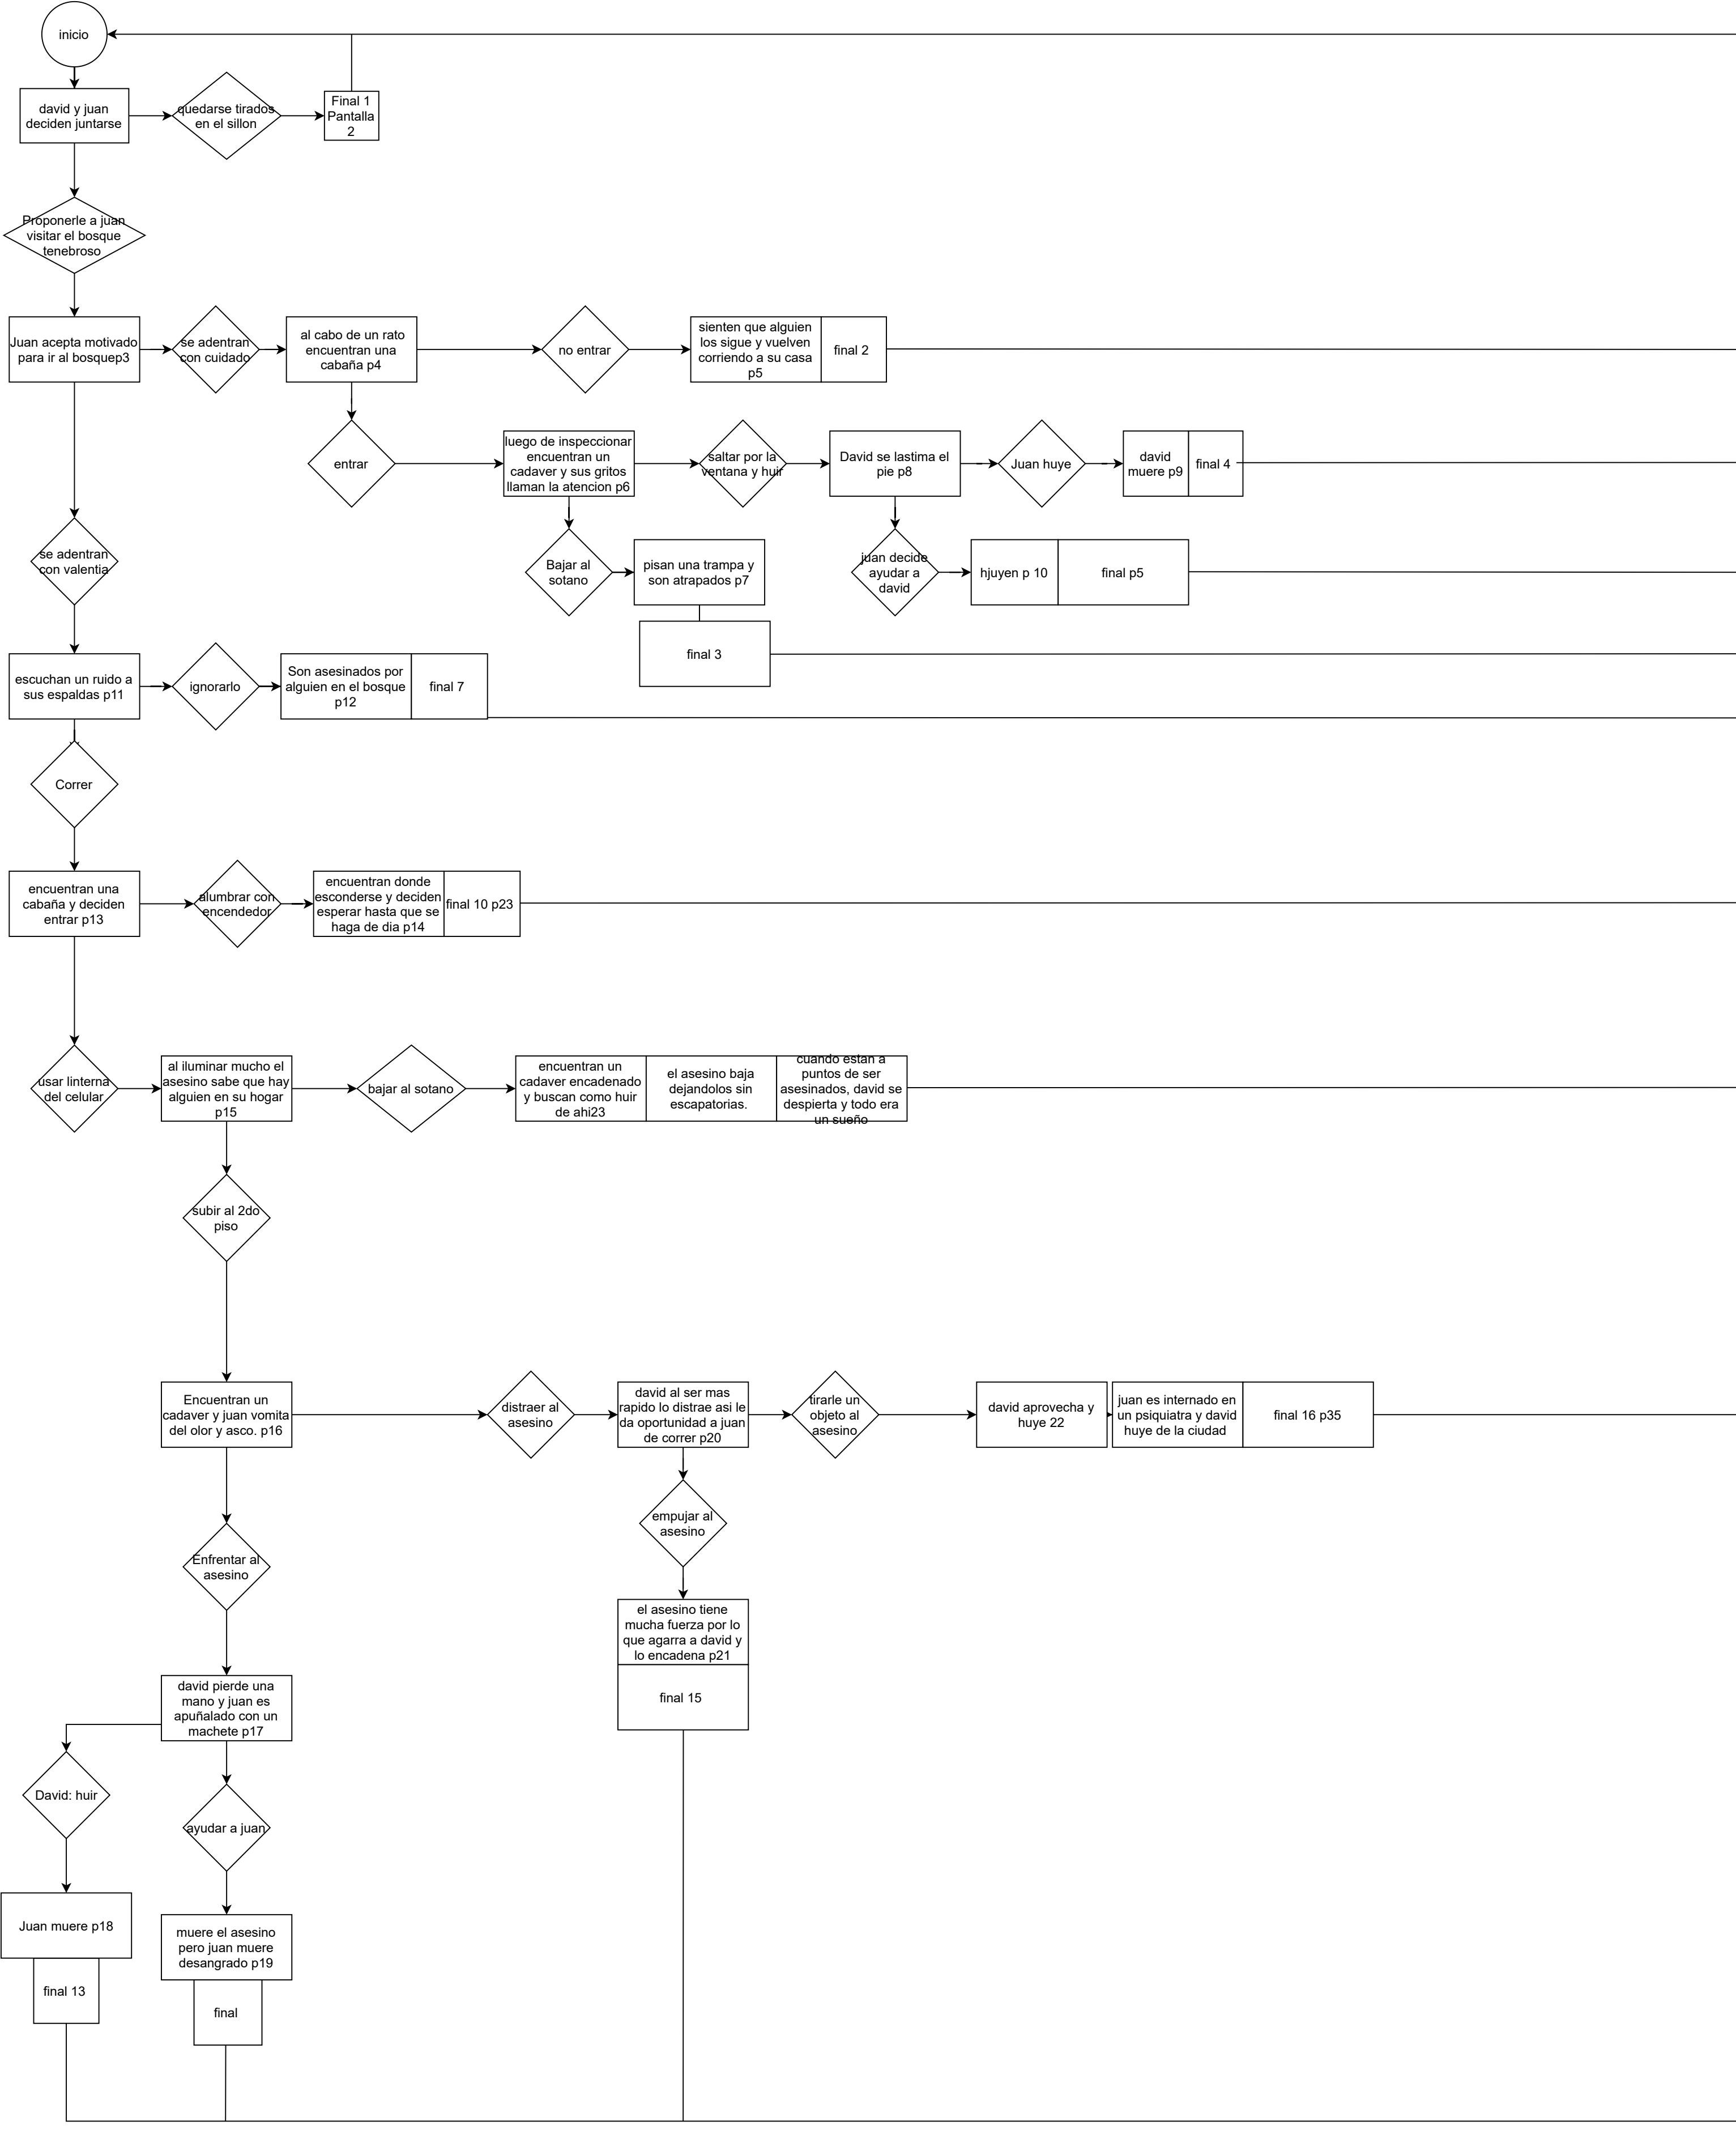 inicio
david y juan
deciden juntarse
quedarse tirados
en el sillon
Final 1
Pantalla
2
Proponerle a juan
visitar el bosque
tenebroso
Juan acepta motivado
para ir al bosquep3
se adentran
con cuidado
al cabo de un rato
encuentran una
cabaña p4
no entrar
sienten que alguien
los sigue y vuelven
corriendo a su casa
p5
final 2
entrar
luego de inspeccionar
encuentran un
cadaver y sus gritos
llaman la atencion p6
saltar por la
ventana y huir
David se lastima el
pie p8
Juan huye
david
muere p9
final 4
se adentran
con valentia
Bajar al
sotano
pisan una trampa y
son atrapados p7
juan decide
ayudar a
david
hjuyen p 10
final p5
final 3
escuchan un ruido a
sus espaldas p11
ignorarlo
Son asesinados por
alguien en el bosque
p12
final 7
Correr
encuentran una
cabaña y deciden
entrar p13
alumbrar con
encendedor
encuentran donde
esconderse y deciden
esperar hasta que se
haga de dia p14
final 10 p23
usar linterna
del celular
al iluminar mucho el
asesino sabe que hay
alguien en su hogar
p15
bajar al sotano
encuentran un
cadaver encadenado
y buscan como huir
de ahi23
el asesino baja
dejandolos sin
escapatorias.
cuando estan a
puntos de ser
asesinados, david se
despierta y todo era
un sueño
subir al 2do
piso
Encuentran un
cadaver y juan vomita
del olor y asco. p16
distraer al
asesino
david al ser mas
rapido lo distrae asi le
da oportunidad a juan
de correr p20
tirarle un
objeto al
asesino
david aprovecha y
huye 22
juan es internado en
un psiquiatra y david
huye de la ciudad
final 16 p35
empujar al
asesino
Enfrentar al
asesino
el asesino tiene
mucha fuerza por lo
que agarra a david y
lo encadena p21
final 15
david pierde una
mano y juan es
apuñalado con un
machete p17
David: huir
ayudar a juan
Juan muere p18
muere el asesino
pero juan muere
desangrado p19
final 13
final